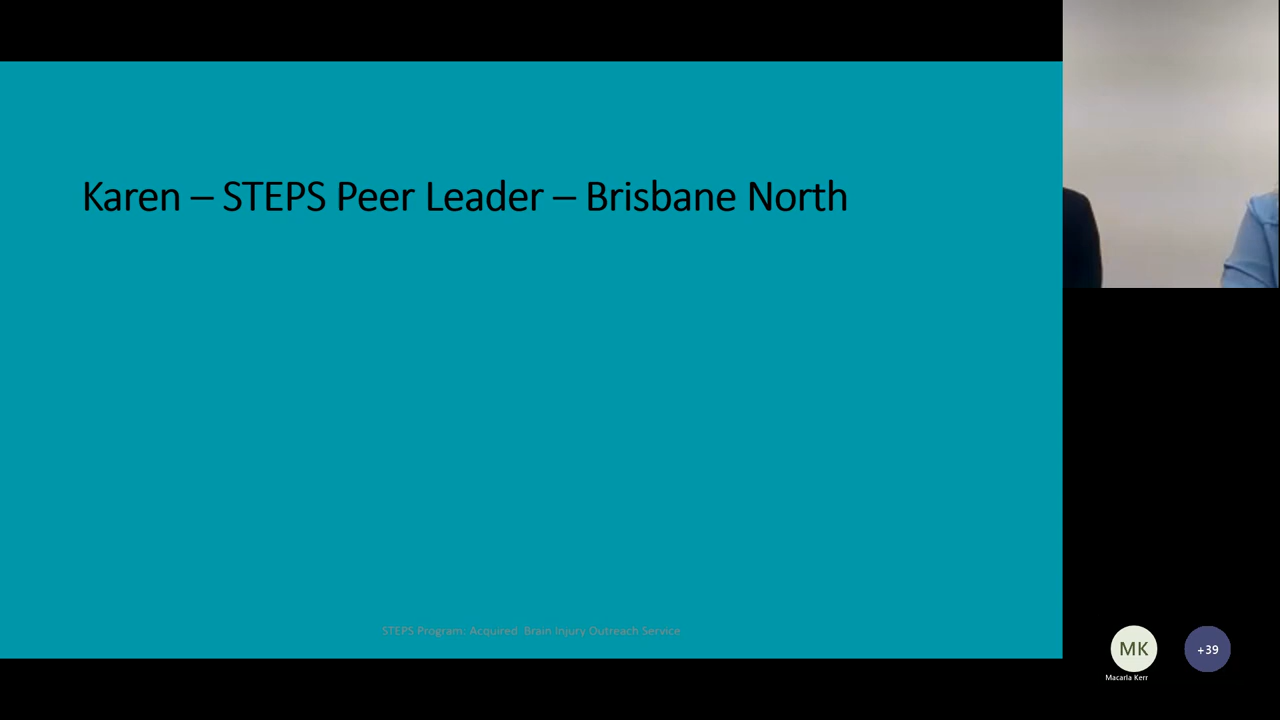 Karen – STEPS Peer Leader – Brisbane North
STEPS Program: Acquired Brain Injury Outreach Service
MK
+39
Macarla Kerr